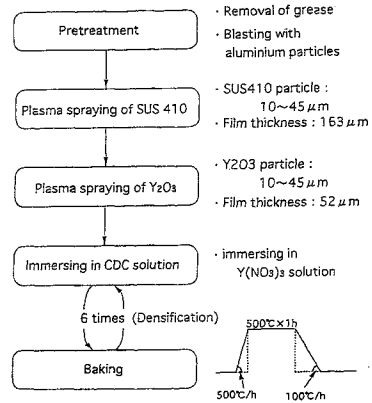 Pretreatment
・Removal of grease
・Blasting with
aluminium particles
Plasma spraying of SUS 410
・SUS410 particle :
10~45μm
・Film thickness : 163μm
Plasma spraying of Y2O3
・Y2O3 particle :
10~45μm
・Film thickness : 52μm
Immersing in CDC solution
・immersing in
Y(NO3)3 solution
6 times (Densification)
Baking
500℃×1h
500℃/h
100℃/h